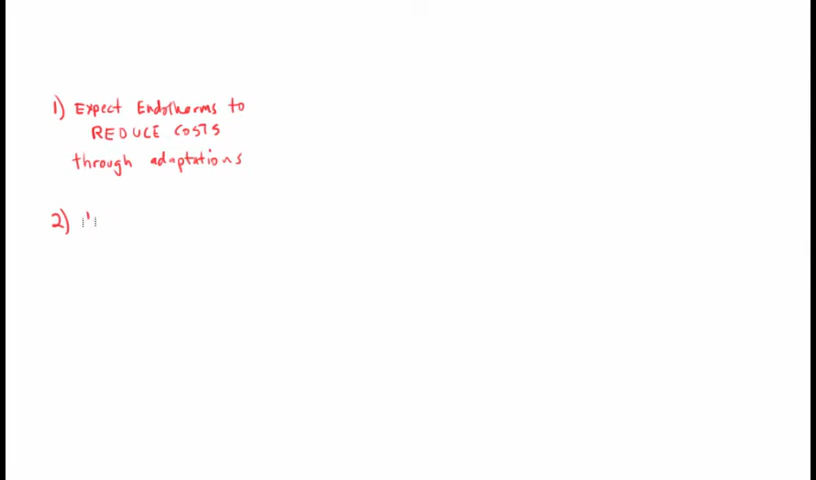 1) Expect Endotherms to
REDUCE COSTS
through adaptations
2)